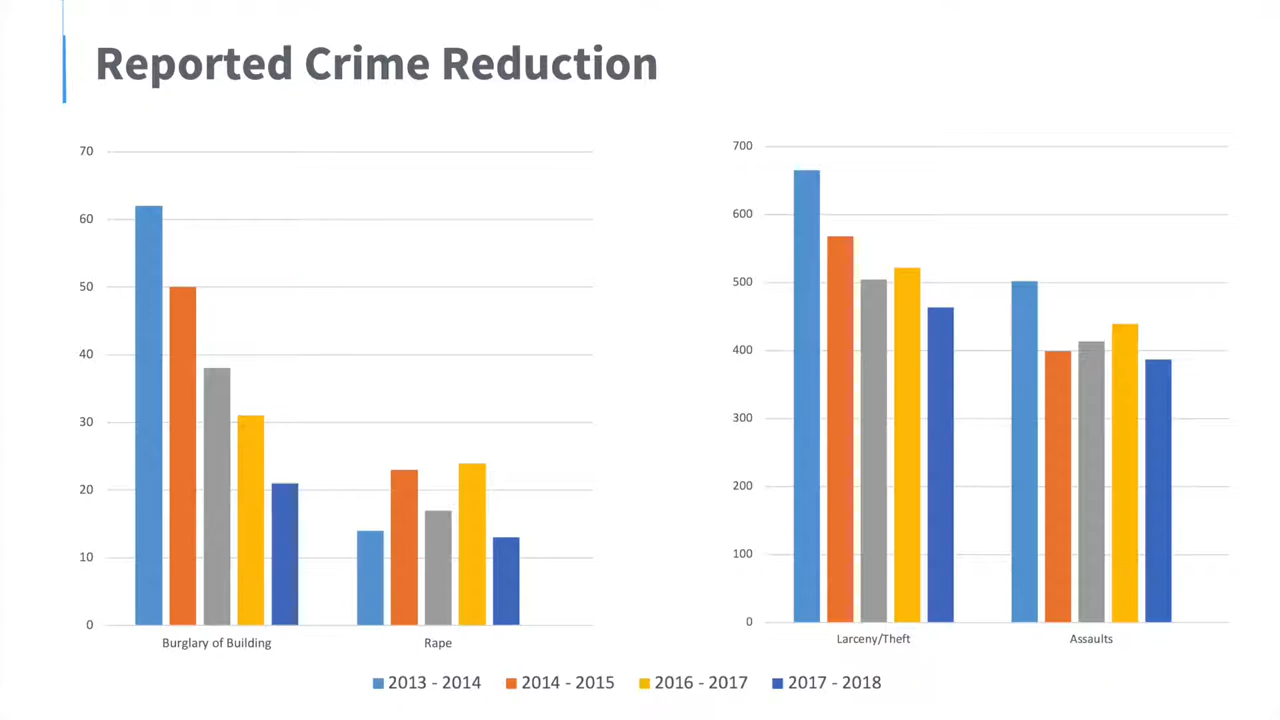 Reported Crime Reduction
70
60
50
40
30
20
10
0
Burglary of Building
Rape
700
600
500
400
300
200
100
0
Larceny/Theft
Assaults
2013 - 2014
2014 - 2015
2016 - 2017
2017 - 2018